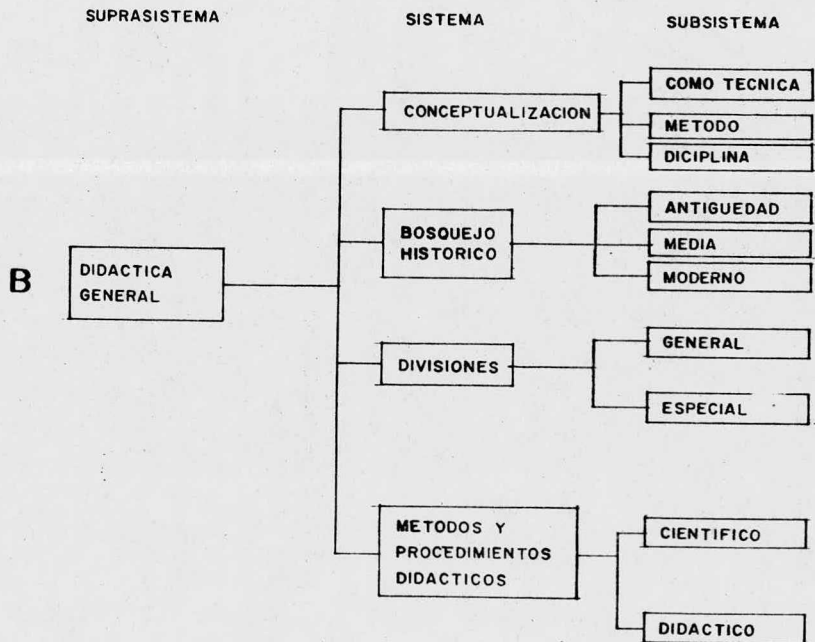 SUPRASISTEMA
SISTEMA
SUBSISTEMA
B
DIDACTICA
GENERAL
CONCEPTUALIZACION
COMO TECNICA
METODO
DICIPLINA
BOSQUEJO
HISTORICO
ANTIGUEDAD
MEDIA
MODERNO
DIVISIONES
GENERAL
ESPECIAL
METODOS Y
PROCEDIMIENTOS
DIDACTICOS
CIENTIFICO
DIDACTICO